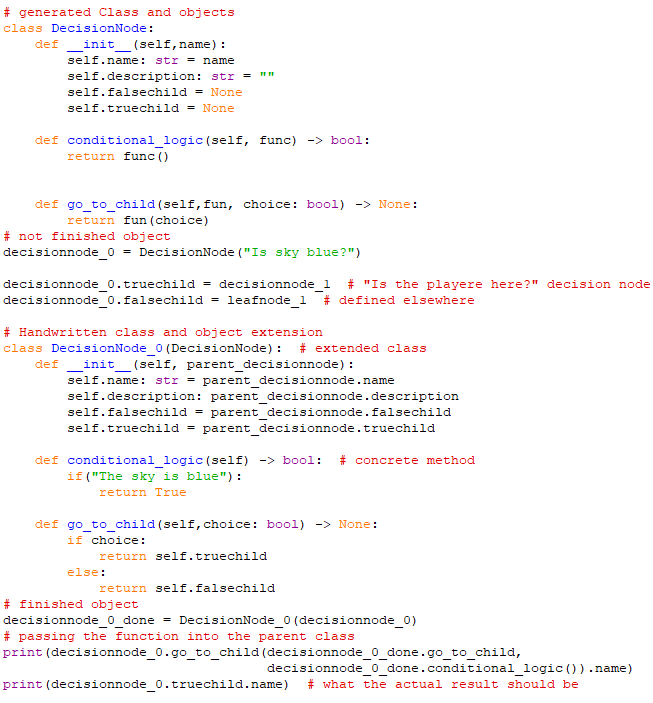 # generated Class and objects
class DecisionNode:
    def __init__(self,name):
        self.name: str = name
        self.description: str = ""
        self.falsechild = None
        self.truechild = None
    def conditional_logic(self, func) -> bool:
        return func()
    def go_to_child(self,fun, choice: bool) -> None:
        return fun(choice)
# not finished object
decisionnode_0 = DecisionNode("Is sky blue?")
decisionnode_0.truechild = decisionnode_1  # "Is the playere here?" decision node
decisionnode_0.falsechild = leafnode_1  # defined elsewhere
# Handwritten class and object extension
class DecisionNode_0(DecisionNode):  # extended class
    def __init__(self, parent_decisionnode):
        self.name: str = parent_decisionnode.name
        self.description: parent_decisionnode.description
        self.falsechild = parent_decisionnode.falsechild
        self.truechild = parent_decisionnode.truechild
    def conditional_logic(self) -> bool:  # concrete method
        if("The sky is blue"):
            return True
    def go_to_child(self,choice: bool) -> None:
        if choice:
            return self.truechild
        else:
            return self.falsechild
# finished object
decisionnode_0_done = DecisionNode_0(decisionnode_0)
# passing the function into the parent class
print(decisionnode_0.go_to_child(decisionnode_0_done.go_to_child,
                                 decisionnode_0_done.conditional_logic()).name)
print(decisionnode_0.truechild.name)  # what the actual result should be